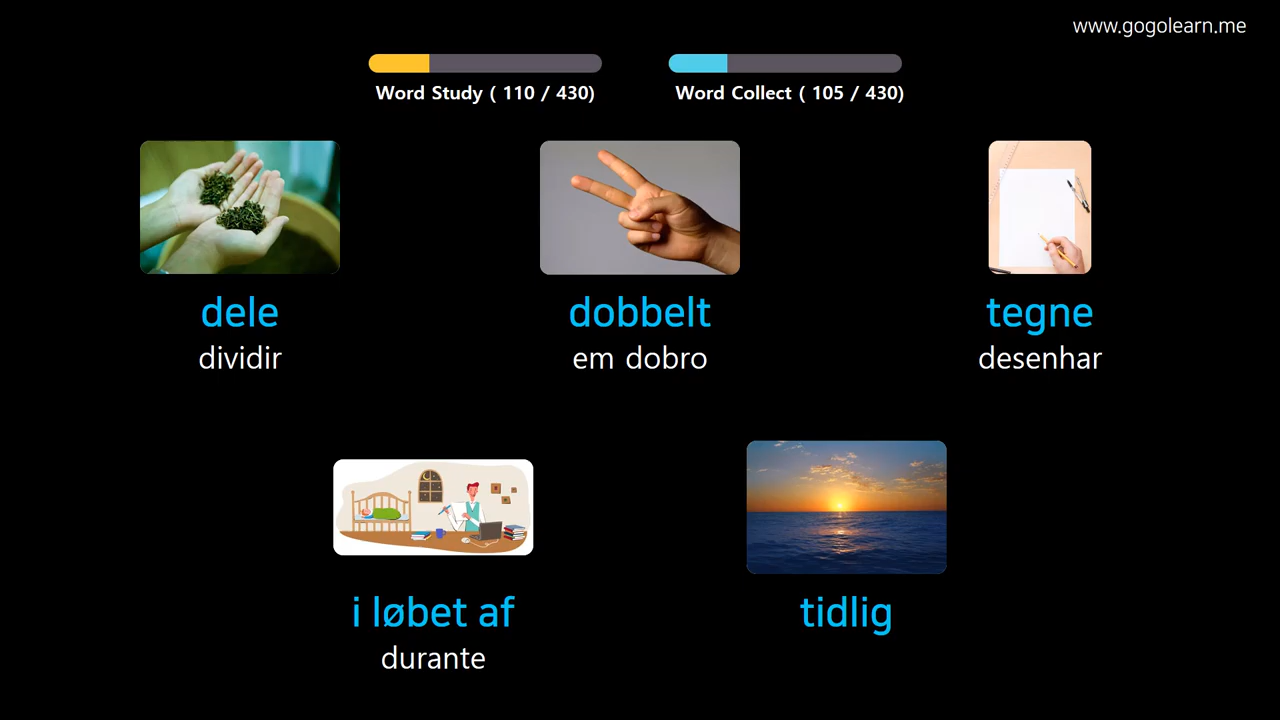 www.gogolearn.me
Word Study ( 110 / 430)
Word Collect ( 105 / 430)
dele
dividir
dobbelt
em dobro
tegne
desenhar
i løbet af
durante
tidlig